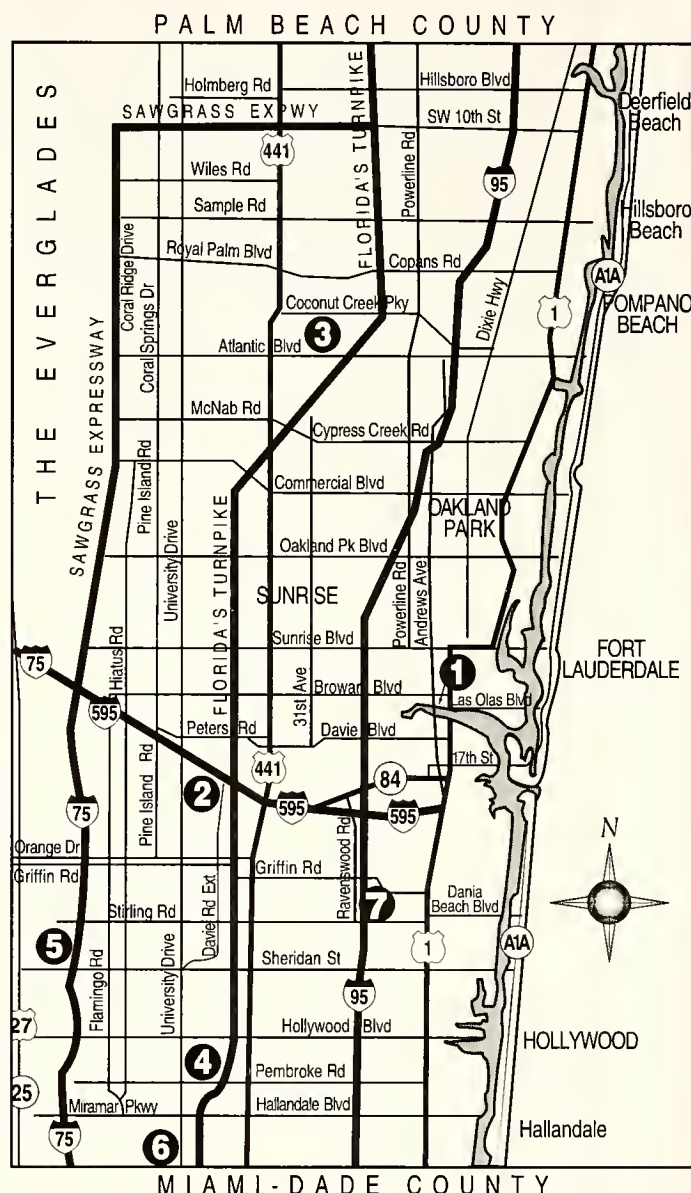 PALM BEACH COUNTY
THE EVERGLADES
Holmberg Rd
Hillsboro Blvd
Deerfield
Beach
SAWGRASS EXPWY
SW 10th St
441
FLORIDA'S TURNPIKE
Powerline Rd
95
Wiles Rd
Sample Rd
Hillsboro
Beach
Coral Ridge Drive
Coral Springs Dr
Royal Palm Blvd
Copans Rd
A1A
POMPANO
BEACH
Coconut Creek Pky
Dixie Hwy
1
3
Atlantic Blvd
SAWGRASS EXPRESSWAY
McNab Rd
Cypress Creek Rd
Pine Island Rd
Commercial Blvd
University Drive
FLORIDA'S TURNPIKE
OAKLAND
PARK
Oakland Pk Blvd
SUNRISE
Powerline Rd
Andrews Ave
Sunrise Blvd
FORT
LAUDERDALE
75
Hiatus Rd
31st Ave
Broward Blvd
1
Las Olas Blvd
595
Peters Rd
Davie Blvd
17th St
441
84
2
595
595
75
Pine Island Rd
Orange Dr
Griffin Rd
Griffin Rd
Ravenswood Rd
Davie Rd Ext
N
7
Dania
Beach Blvd
Stirling Rd
1
A1A
5
Flamingo Rd
University Drive
Sheridan St
95
27
Hollywood Blvd
HOLLYWOOD
4
Pembroke Rd
25
Miramar Pkwy
Hallandale Blvd
Hallandale
75
6
MIAMI-DADE COUNTY